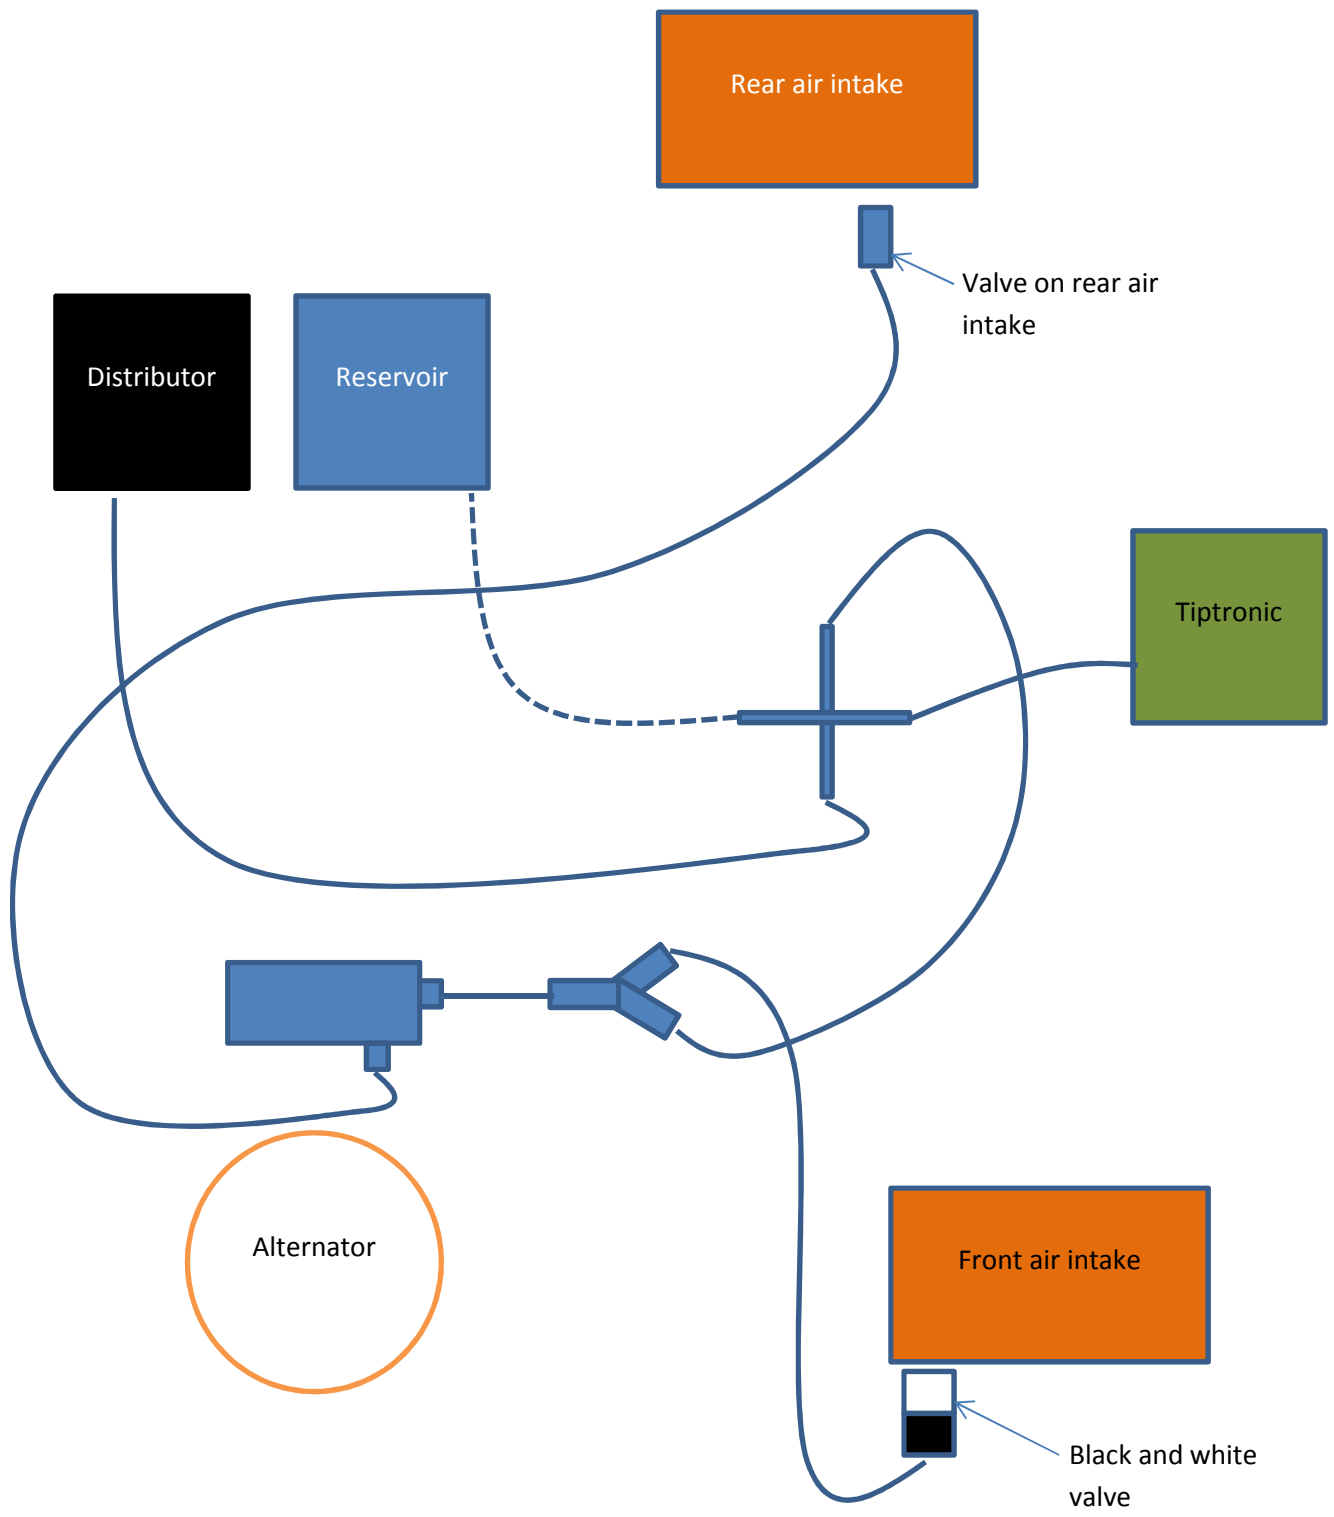 Rear air intake
Valve on rear air
intake
Distributor
Reservoir
Tiptronic
Alternator
Front air intake
Black and white
valve